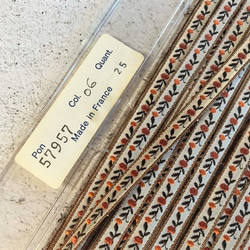 Pon 57957
Col. 06
Quant. 25
Made in France